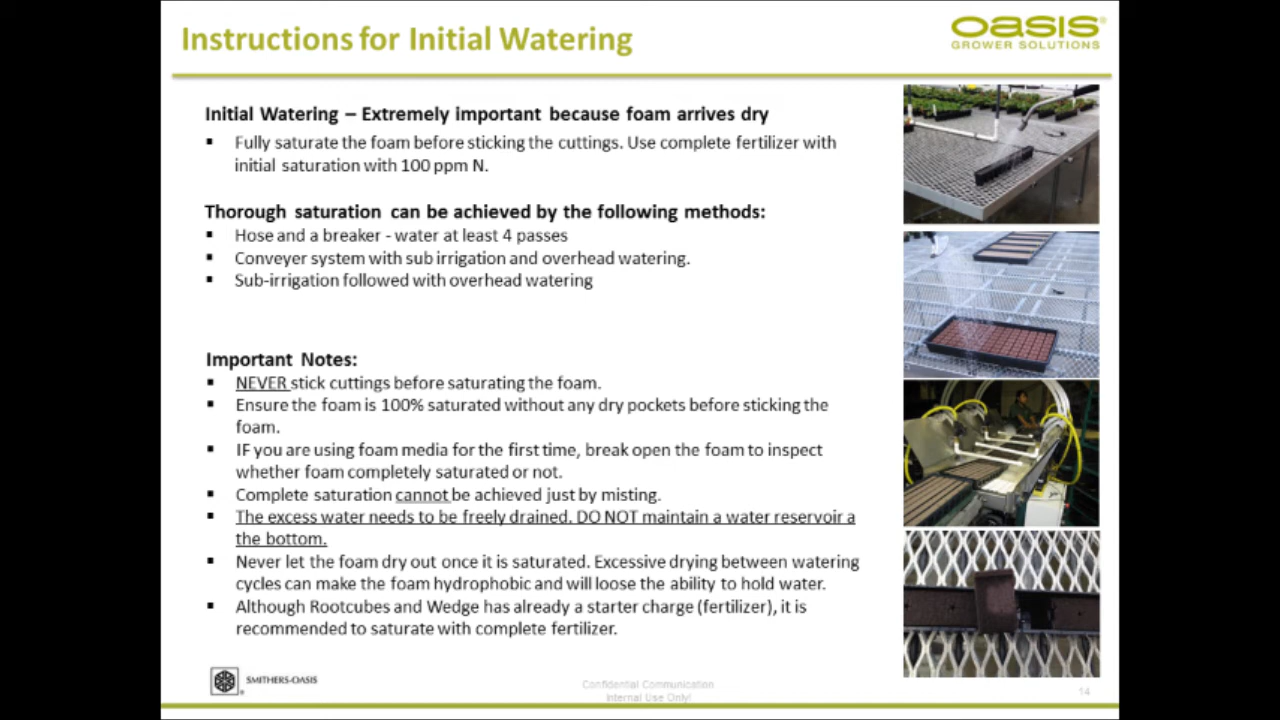 Instructions for Initial Watering
oasis®
GROWER SOLUTIONS
Initial Watering – Extremely important because foam arrives dry
▪ Fully saturate the foam before sticking the cuttings. Use complete fertilizer with
initial saturation with 100 ppm N.
Thorough saturation can be achieved by the following methods:
▪ Hose and a breaker - water at least 4 passes
▪ Conveyer system with sub irrigation and overhead watering.
▪ Sub-irrigation followed with overhead watering
Important Notes:
▪ NEVER stick cuttings before saturating the foam.
▪ Ensure the foam is 100% saturated without any dry pockets before sticking the
foam.
▪ IF you are using foam media for the first time, break open the foam to inspect
whether foam completely saturated or not.
▪ Complete saturation cannot be achieved just by misting.
▪ The excess water needs to be freely drained. DO NOT maintain a water reservoir a
the bottom.
▪ Never let the foam dry out once it is saturated. Excessive drying between watering
cycles can make the foam hydrophobic and will loose the ability to hold water.
▪ Although Rootcubes and Wedge has already a starter charge (fertilizer), it is
recommended to saturate with complete fertilizer.
SMITHERS-OASIS
Confidential Communication
Internal Use Only!
14